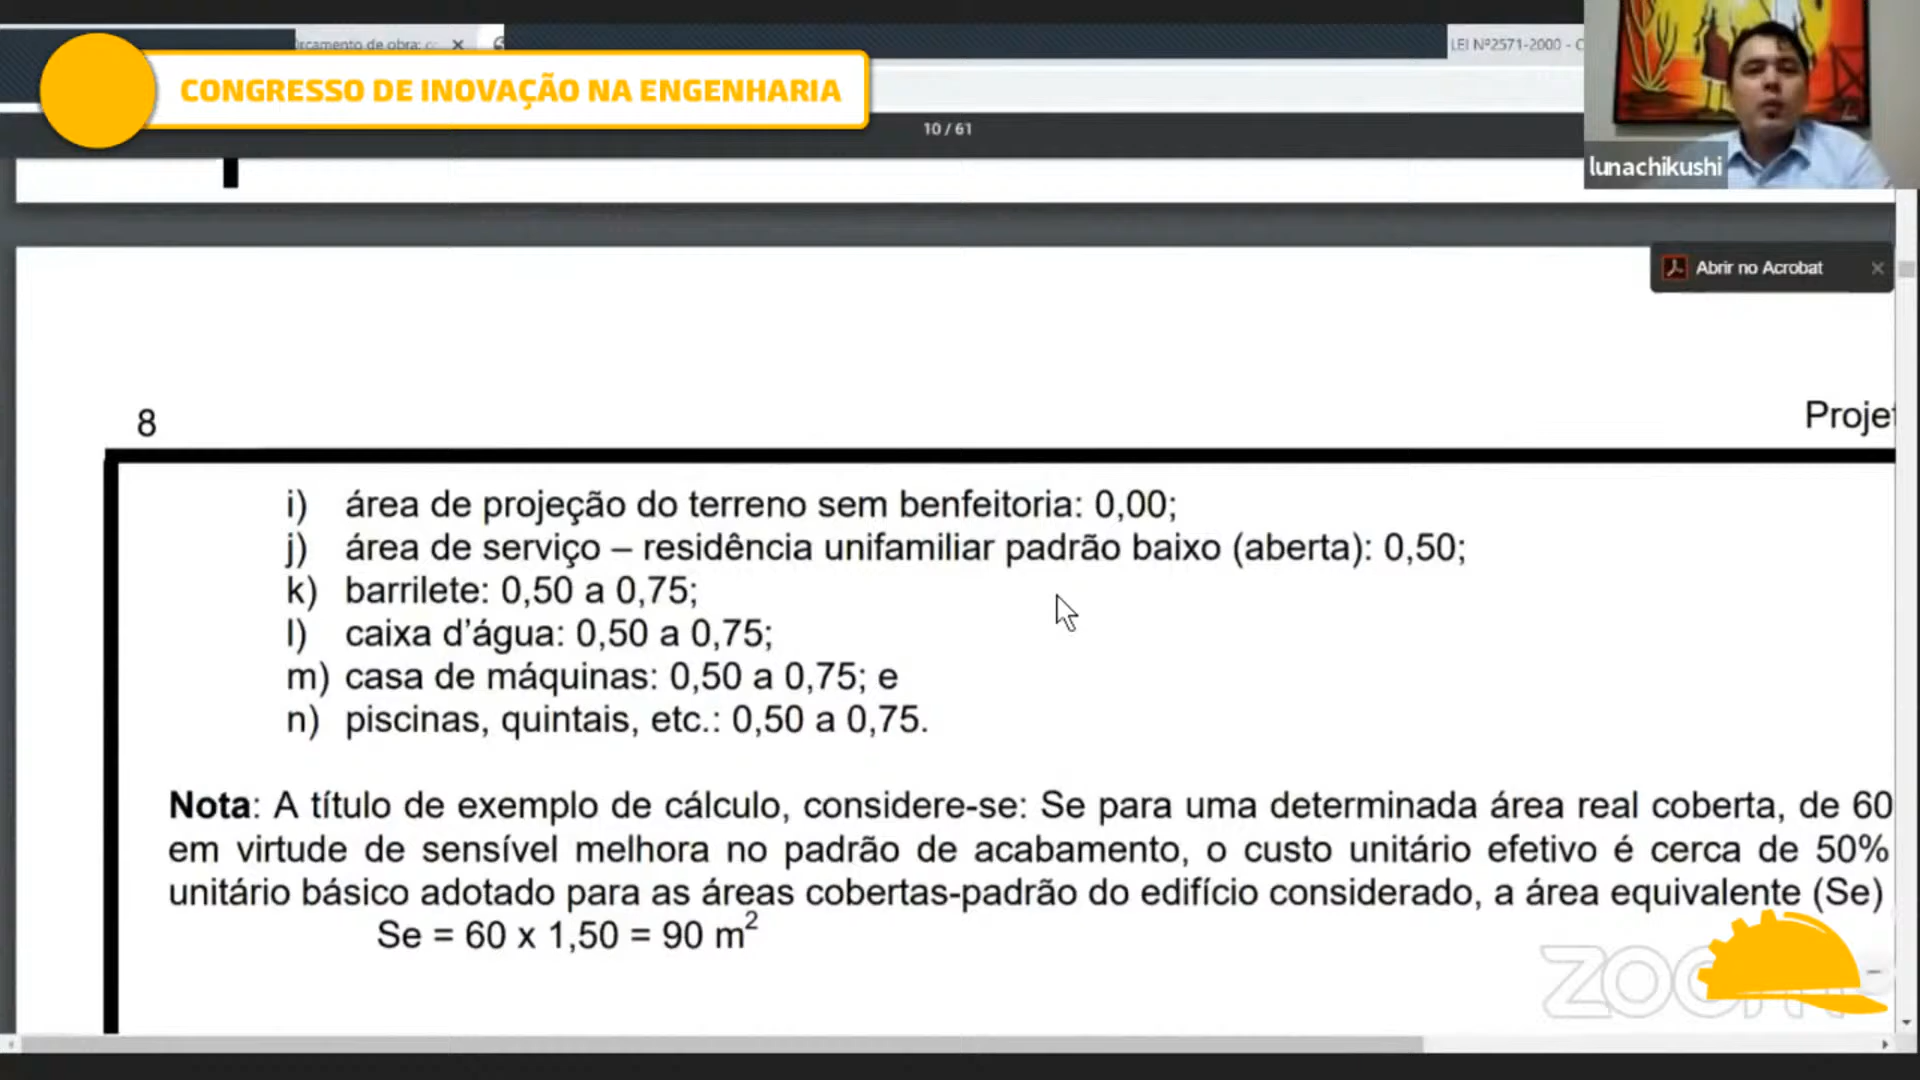 Orçamento de obra: c
LEI Nº2571-2000 - C
CONGRESSO DE INOVAÇÃO NA ENGENHARIA
10 / 61
lunachikushi
Abrir no Acrobat
8
Projet
i) área de projeção do terreno sem benfeitoria: 0,00;
j) área de serviço – residência unifamiliar padrão baixo (aberta): 0,50;
k) barrilete: 0,50 a 0,75;
l) caixa d’água: 0,50 a 0,75;
m) casa de máquinas: 0,50 a 0,75; e
n) piscinas, quintais, etc.: 0,50 a 0,75.
Nota: A título de exemplo de cálculo, considere-se: Se para uma determinada área real coberta, de 60
em virtude de sensível melhora no padrão de acabamento, o custo unitário efetivo é cerca de 50%
unitário básico adotado para as áreas cobertas-padrão do edifício considerado, a área equivalente (Se)
Se = 60 x 1,50 = 90 m²